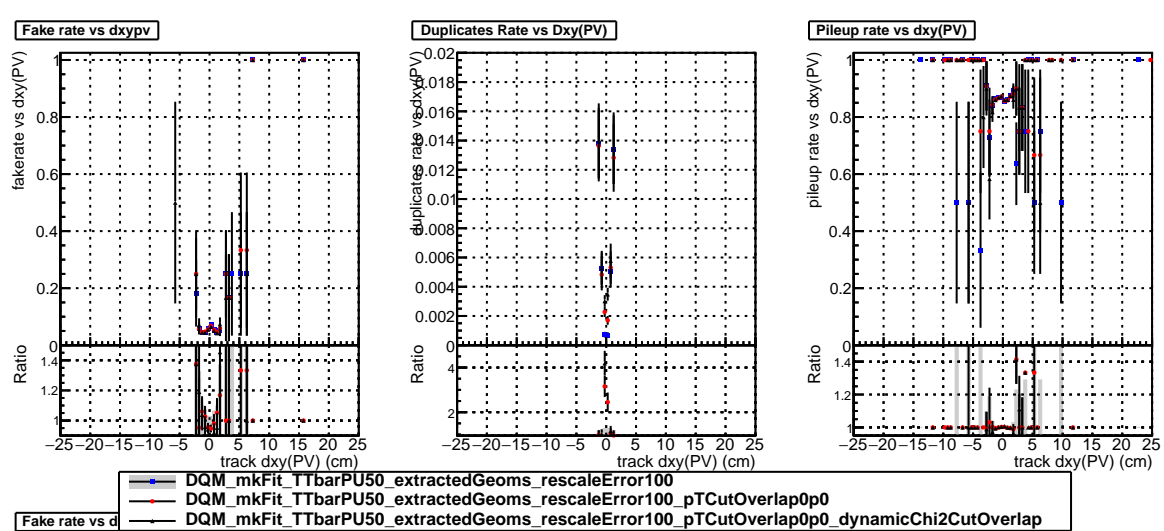 Fake rate vs dxypv
fakerate vs dxy(PV)
1
0.8
0.6
0.4
0.2
0
Ratio
1.4
1.2
1
−25 −20 −15 −10 −5 0 5 10 15 20 25
track dxy(PV) (cm)
Duplicates Rate vs Dxy(PV)
duplicates rate vs dxy(PV)
0.02
0.018
0.016
0.014
0.012
0.01
0.008
0.006
0.004
0.002
0
4
2
−25 −20 −15 −10 −5 0 5 10 15 20 25
track dxy(PV) (cm)
Pileup rate vs dxy(PV)
pileup rate vs dxy(PV)
1
0.8
0.6
0.4
0.2
0
Ratio
1.4
1.2
1
−25 −20 −15 −10 −5 0 5 10 15 20 25
track dxy(PV) (cm)
DQM_mkFit_TTbarPU50_extractedGeoms_rescaleError100
DQM_mkFit_TTbarPU50_extractedGeoms_rescaleError100_pTCutOverlap0p0
DQM_mkFit_TTbarPU50_extractedGeoms_rescaleError100_pTCutOverlap0p0_dynamicChi2CutOverlap
Fake rate vs d